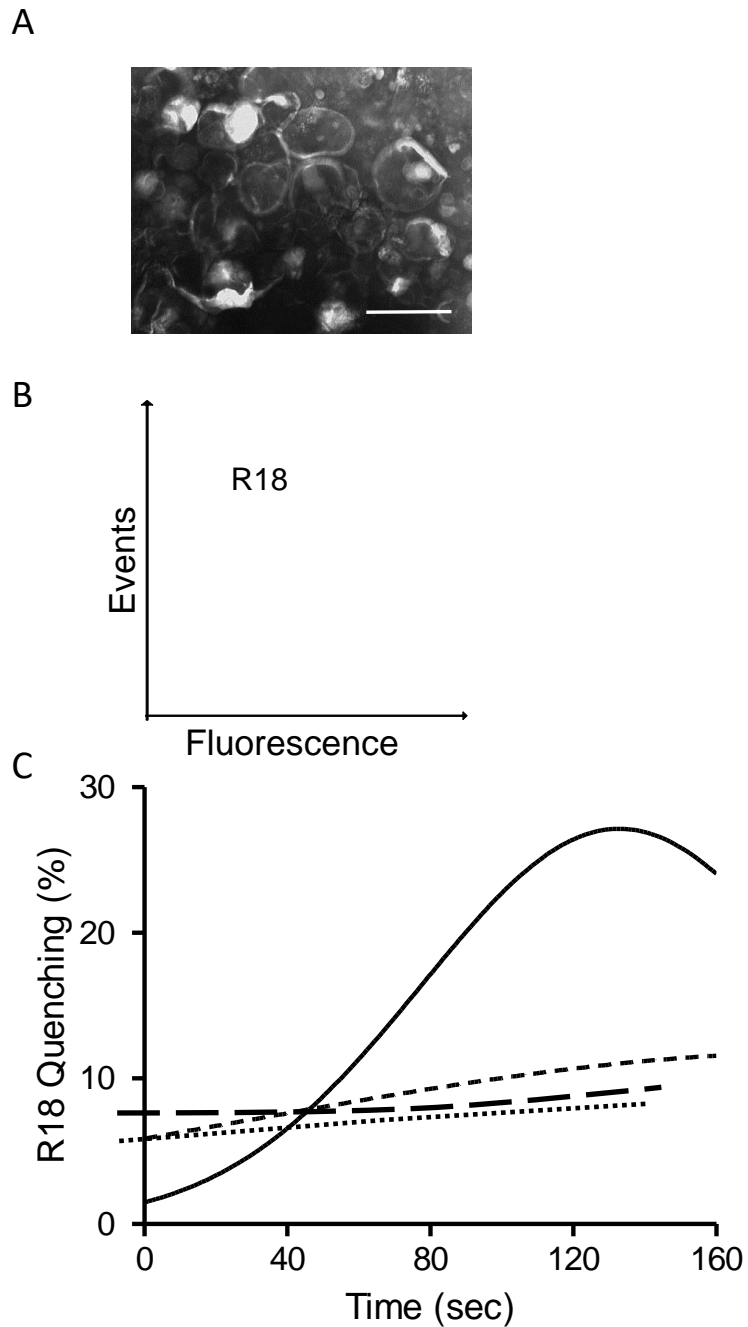 A
B
R18
Events
Fluorescence
C
30
20
10
0
R18 Quenching (%)
0 40 80 120 160
Time (sec)